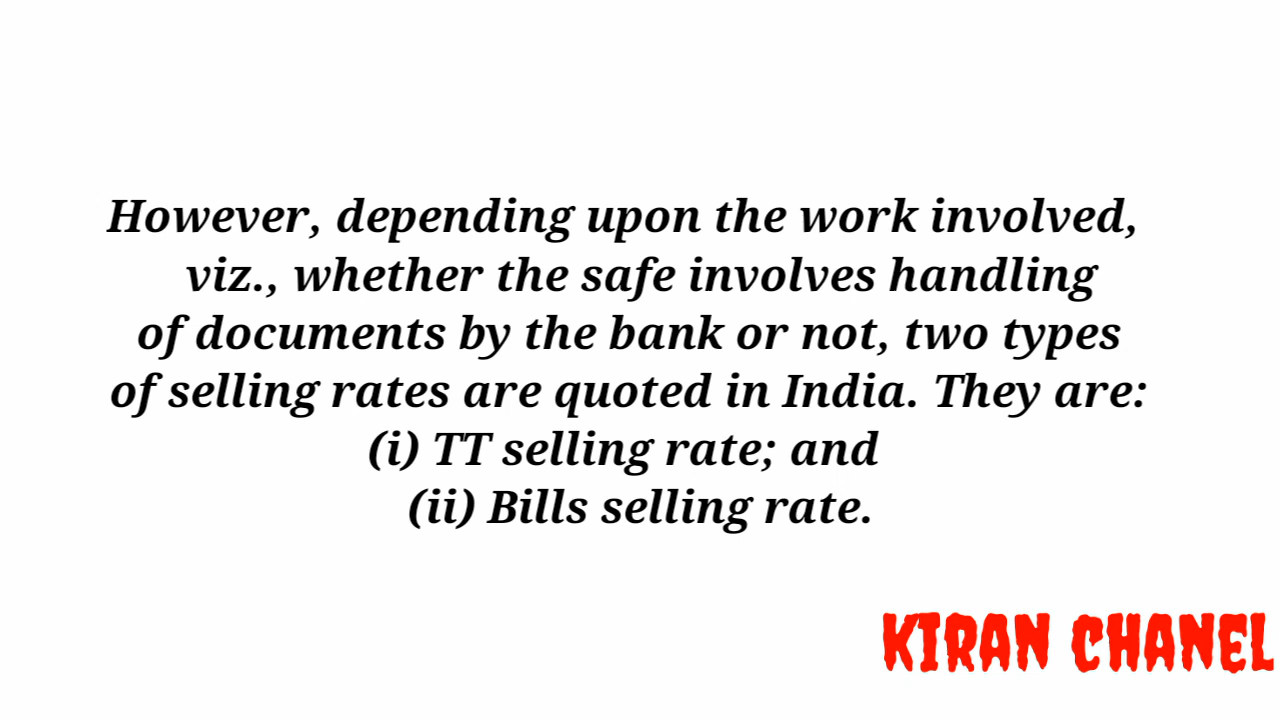 However, depending upon the work involved,
viz., whether the safe involves handling
of documents by the bank or not, two types
of selling rates are quoted in India. They are:
(i) TT selling rate; and
(ii) Bills selling rate.
KIRAN CHANEL